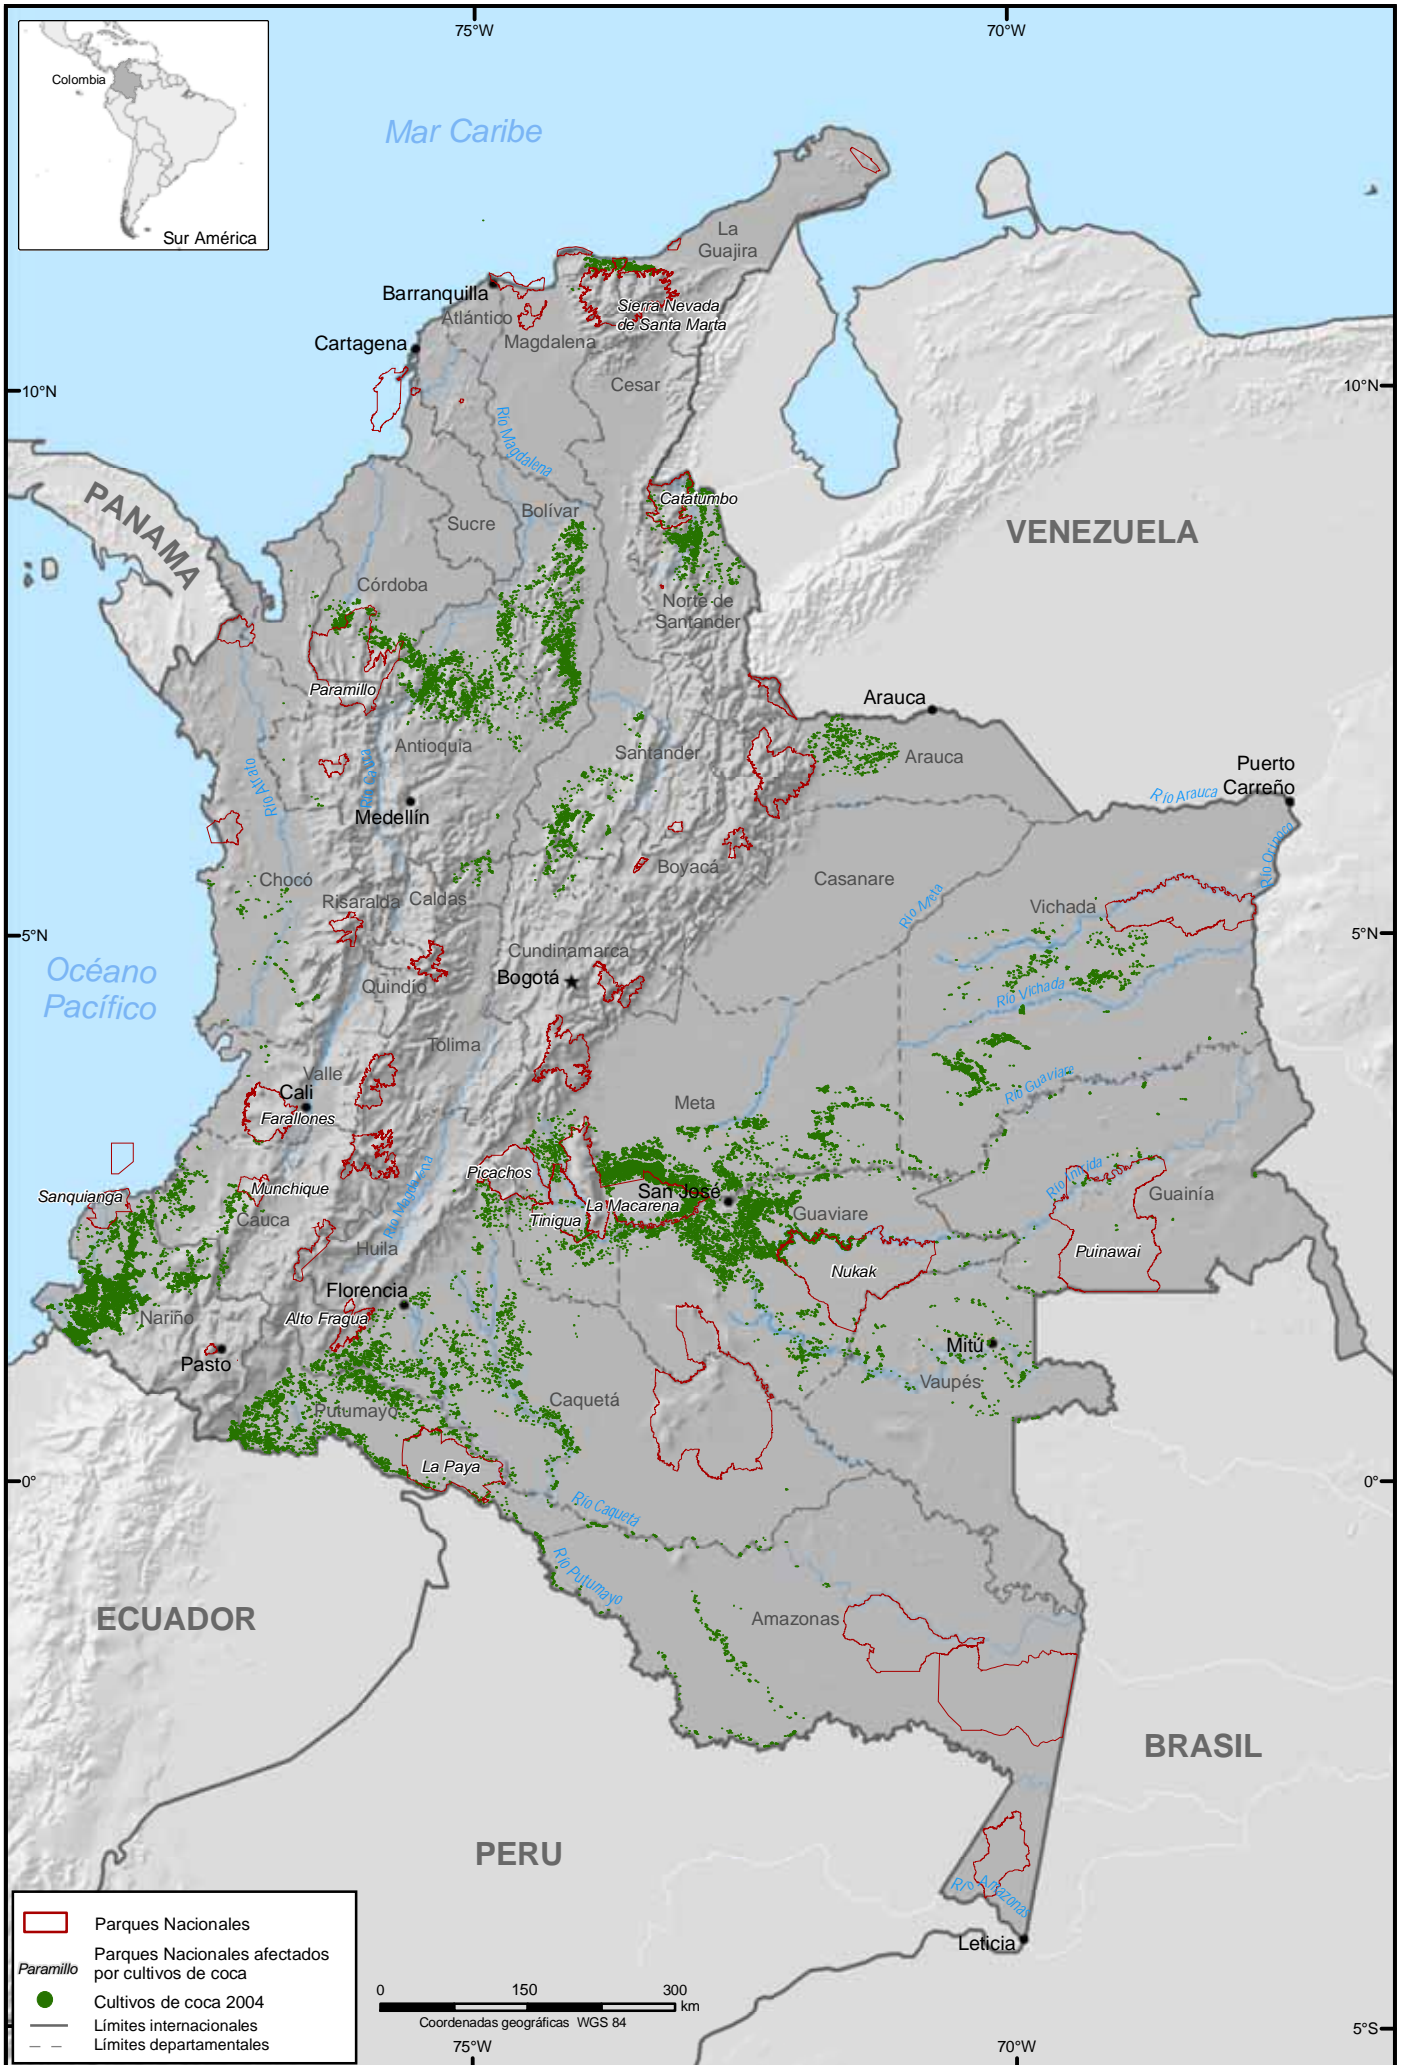 75°W
70°W
Colombia
Sur América
Mar Caribe
La
Guajira
Barranquilla
Atlántico
Sierra Nevada
de Santa Marta
Magdalena
Cartagena
Cesar
10°N
10°N
Río Magdalena
PANAMA
Catatumbo
Bolívar
Sucre
VENEZUELA
Córdoba
Norte de
Santander
Paramillo
Arauca
Antioquia
Santander
Arauca
Puerto
Carreño
Río Atrato
Río Cauca
Río Arauca
Medellín
Río Orinoco
Boyacá
Chocó
Casanare
Risaralda
Caldas
Río Meta
Vichada
5°N
5°N
Cundinamarca
Océano
Pacífico
Bogotá
Quindío
Río Vichada
Tolima
Valle
Cali
Farallones
Río Guaviare
Meta
Picachos
Río Inírida
Sanquianga
Munchique
San José
Guainía
La Macarena
Cauca
Tiniqua
Guaviare
Río Magdalena
Huila
Nukak
Puinawai
Florencia
Nariño
Alto Fragua
Mitú
Pasto
Vaupés
Caquetá
Putumayo
La Paya
0°
0°
Río Caquetá
Río Putumayo
ECUADOR
Amazonas
BRASIL
PERU
Río Amazonas
Leticia
Parques Nacionales
Paramillo
Parques Nacionales afectados
por cultivos de coca
Cultivos de coca 2004
Límites internacionales
Límites departamentales
0 150 300
km
Coordenadas geográficas WGS 84
5°S
75°W
70°W